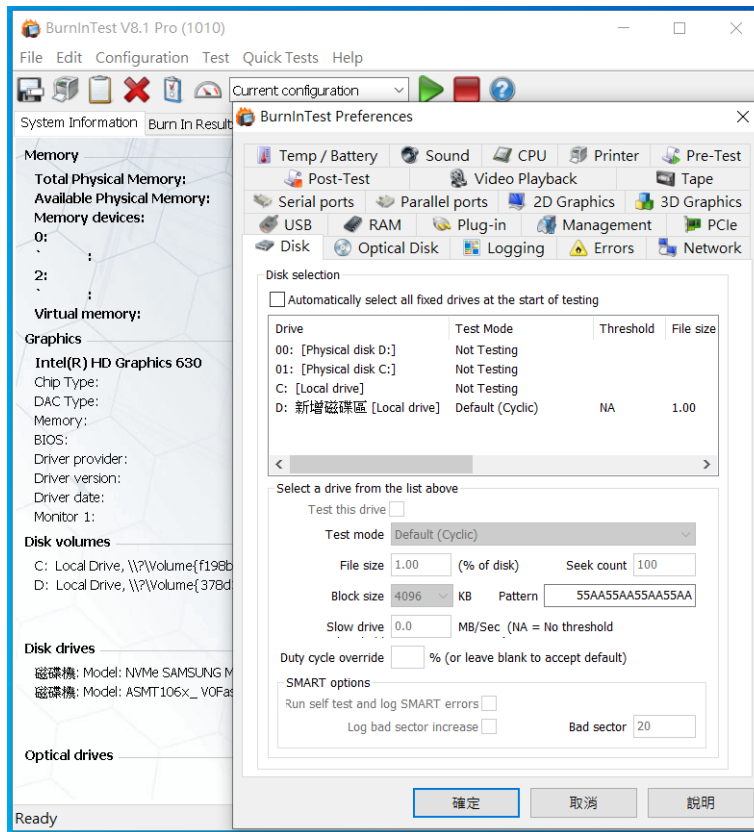 BurnInTest V8.1 Pro (1010)
File Edit Configuration Test Quick Tests Help
Current configuration
System Information Burn In Result
Memory
Total Physical Memory:
Available Physical Memory:
Memory devices:
0:
` :
2:
` :
Virtual memory:
Graphics
Intel(R) HD Graphics 630
Chip Type:
DAC Type:
Memory:
BIOS:
Driver provider:
Driver version:
Driver date:
Monitor 1:
Disk volumes
C: Local Drive, \\?\Volume{f198b
D: Local Drive, \\?\Volume{378d
Disk drives
磁碟機: Model: NVMe SAMSUNG M
磁碟機: Model: ASMT106x_ V0Fas
Optical drives
Ready
BurnInTest Preferences
Temp / Battery Sound CPU Printer Pre-Test
Post-Test Video Playback Tape
Serial ports Parallel ports 2D Graphics 3D Graphics
USB RAM Plug-in Management PCIe
Disk Optical Disk Logging Errors Network
Disk selection
Automatically select all fixed drives at the start of testing
Drive Test Mode Threshold File size
00: [Physical disk D:] Not Testing
01: [Physical disk C:] Not Testing
C: [Local drive] Not Testing
D: 新增磁碟區 [Local drive] Default (Cyclic) NA 1.00
Select a drive from the list above
Test this drive
Test mode Default (Cyclic)
File size 1.00 (% of disk) Seek count 100
Block size 4096 KB Pattern 55AA55AA55AA55AA
Slow drive 0.0 MB/Sec (NA = No threshold
Duty cycle override % (or leave blank to accept default)
SMART options
Run self test and log SMART errors
Log bad sector increase Bad sector 20
確定 取消 說明